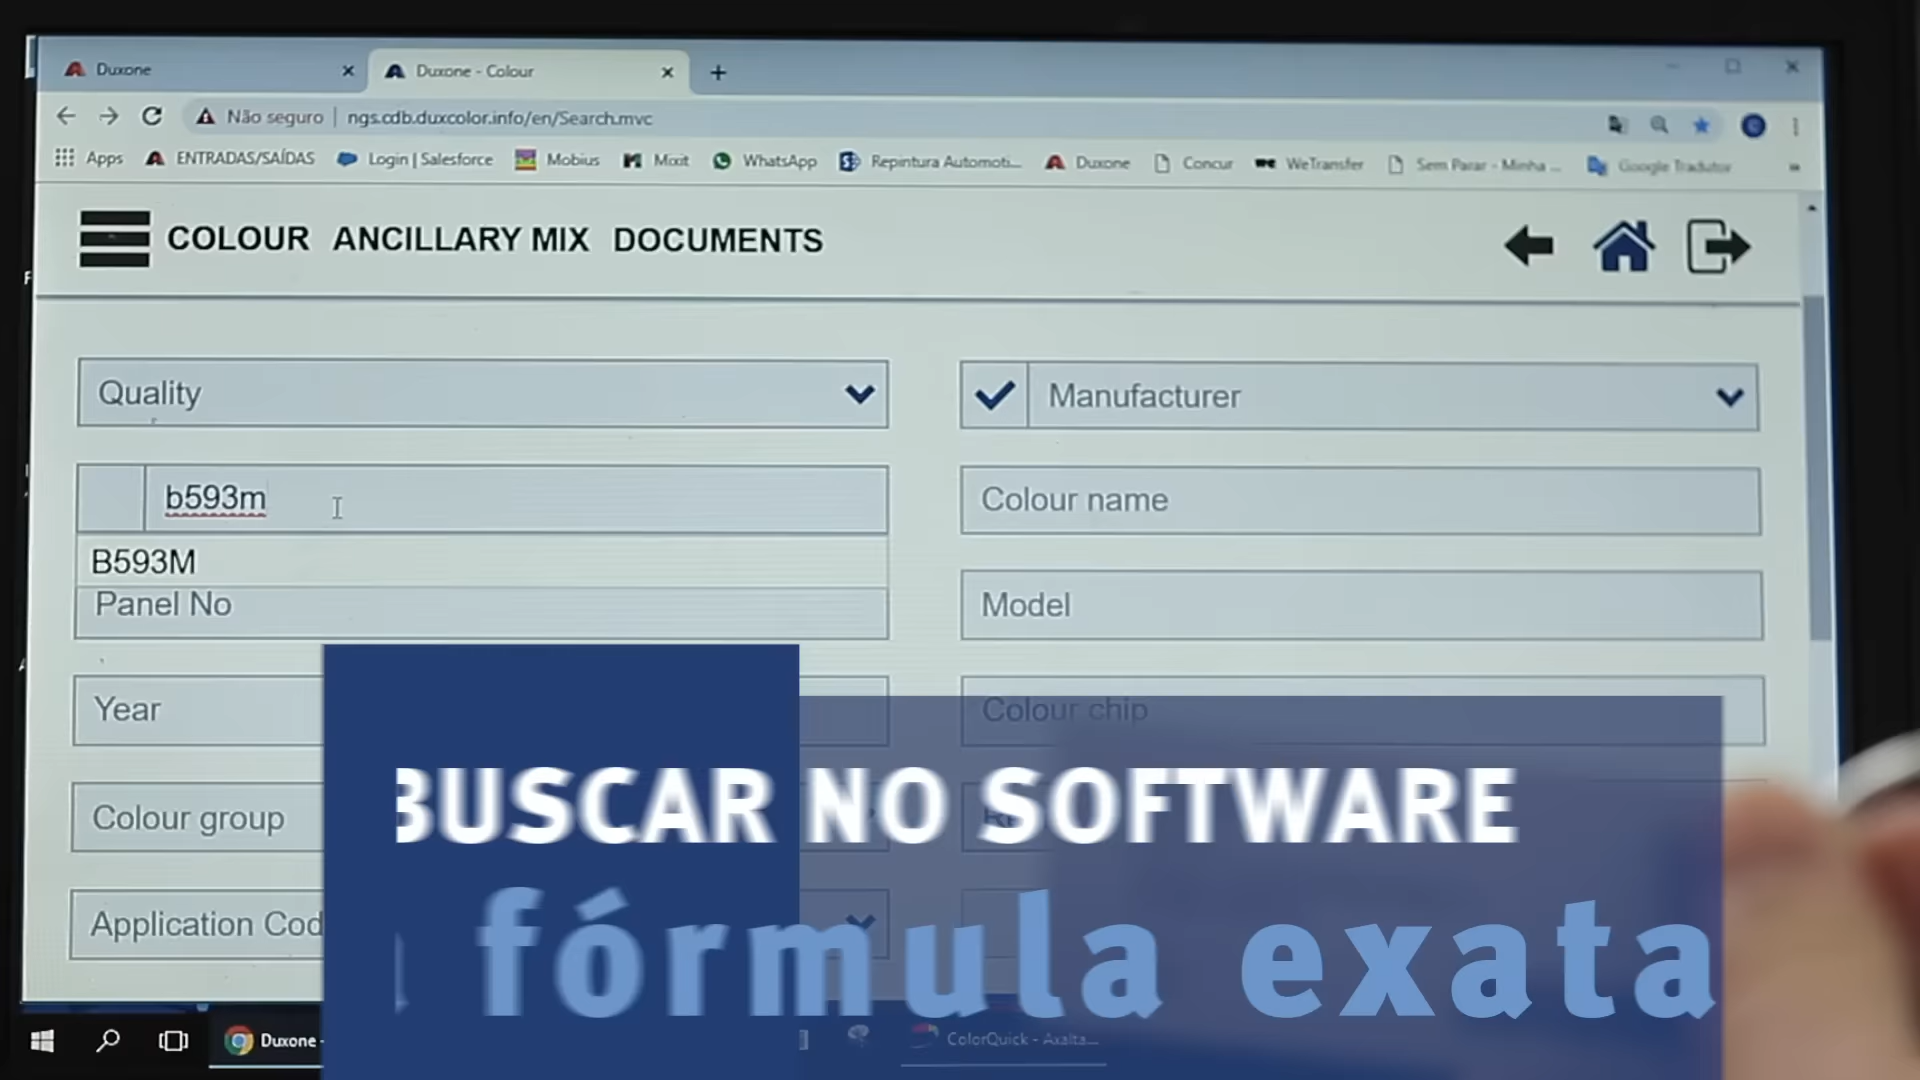 Duxone
Duxone - Colour
Não seguro | ngs.cdb.duxcolor.info/en/Search.mvc
Apps ENTRADAS/SAÍDAS Login | Salesforce Mobius Mixit WhatsApp Repintura Automoti... Duxone Concur WeTransfer Sem Parar - Minha ... Google Tradutor
COLOUR ANCILLARY MIX DOCUMENTS
Quality
Manufacturer
b593m
Colour name
B593M
Panel No
Model
Year
Colour chip
Colour group
Application Cod
BUSCAR NO SOFTWARE
fórmula exata
Duxone -
ColorQuick - Axalta...